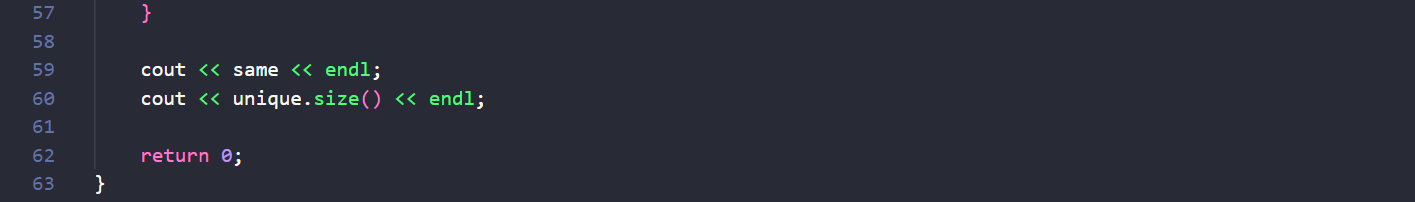 57 }
58
59 cout << same << endl;
60 cout << unique.size() << endl;
61
62 return 0;
63 }